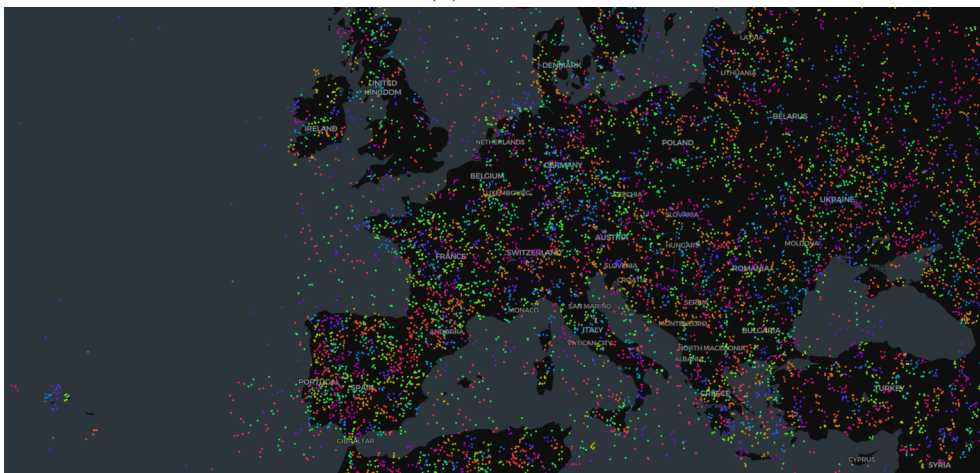 LATVIA
DENMARK
LITHUANIA
UNITED
KINGDOM
BELARUS
IRELAND
NETHERLANDS
POLAND
GERMANY
BELGIUM
LUXEMBOURG
CZECHIA
UKRAINE
SLOVAKIA
AUSTRIA
MOLDOVA
HUNGARY
FRANCE
SWITZERLAND
SLOVENIA
ROMANIA
CROATIA
SERBIA
SAN MARINO
MONACO
MONTENEGRO
ITALY
BULGARIA
ANDORRA
VATICAN CITY
NORTH MACEDONIA
ALBANIA
PORTUGAL
SPAIN
TURKEY
GREECE
GIBRALTAR
CYPRUS
SYRIA